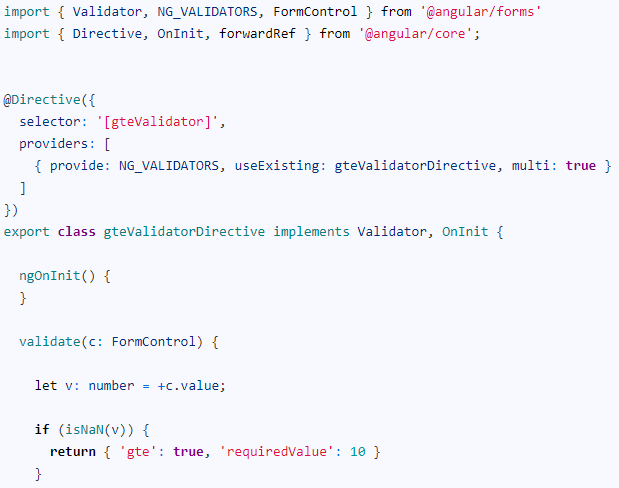 import { Validator, NG_VALIDATORS, FormControl } from '@angular/forms'
import { Directive, OnInit, forwardRef } from '@angular/core';
@Directive({
  selector: '[gteValidator]',
  providers: [
    { provide: NG_VALIDATORS, useExisting: gteValidatorDirective, multi: true }
  ]
})
export class gteValidatorDirective implements Validator, OnInit {
  ngOnInit() {
  }
  validate(c: FormControl) {
    let v: number = +c.value;
    if (isNaN(v)) {
      return { 'gte': true, 'requiredValue': 10 }
    }